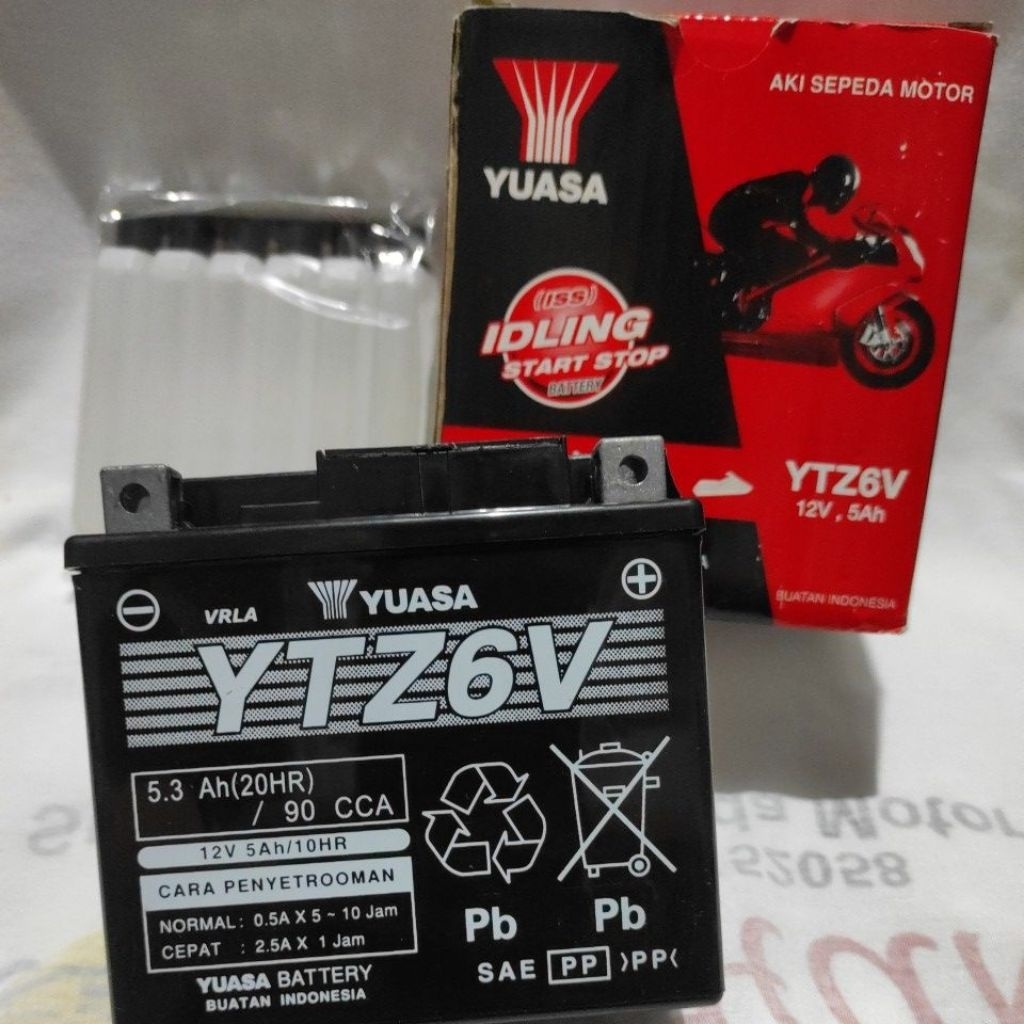 YUASA
AKI SEPEDA MOTOR
(ISS)
IDLING
START STOP
BATTERY
YTZ6V
12V , 5Ah
BUATAN INDONESIA
VRLA
YUASA
YTZ6V
5.3 Ah(20HR)
/ 90 CCA
12V 5Ah/10HR
CARA PENYETROOMAN
NORMAL : 0.5A X 5 ~ 10 Jam
CEPAT : 2.5A X 1 Jam
YUASA BATTERY
BUATAN INDONESIA
Pb
Pb
SAE PP >PP<
Motor
52058